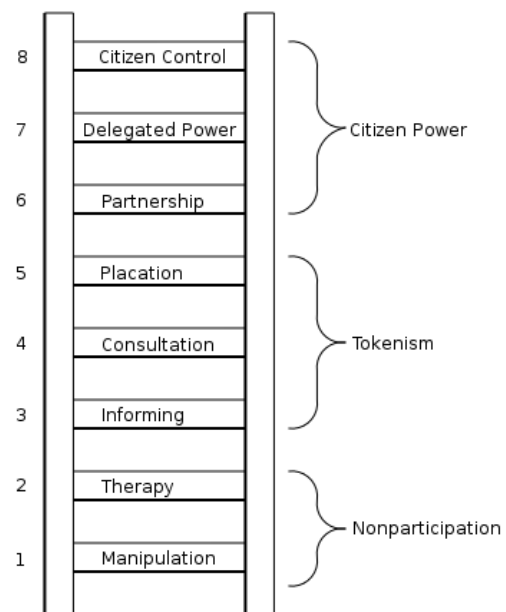 8 Citizen Control
7 Delegated Power
Citizen Power
6 Partnership
5 Placation
4 Consultation
Tokenism
3 Informing
2 Therapy
Nonparticipation
1 Manipulation